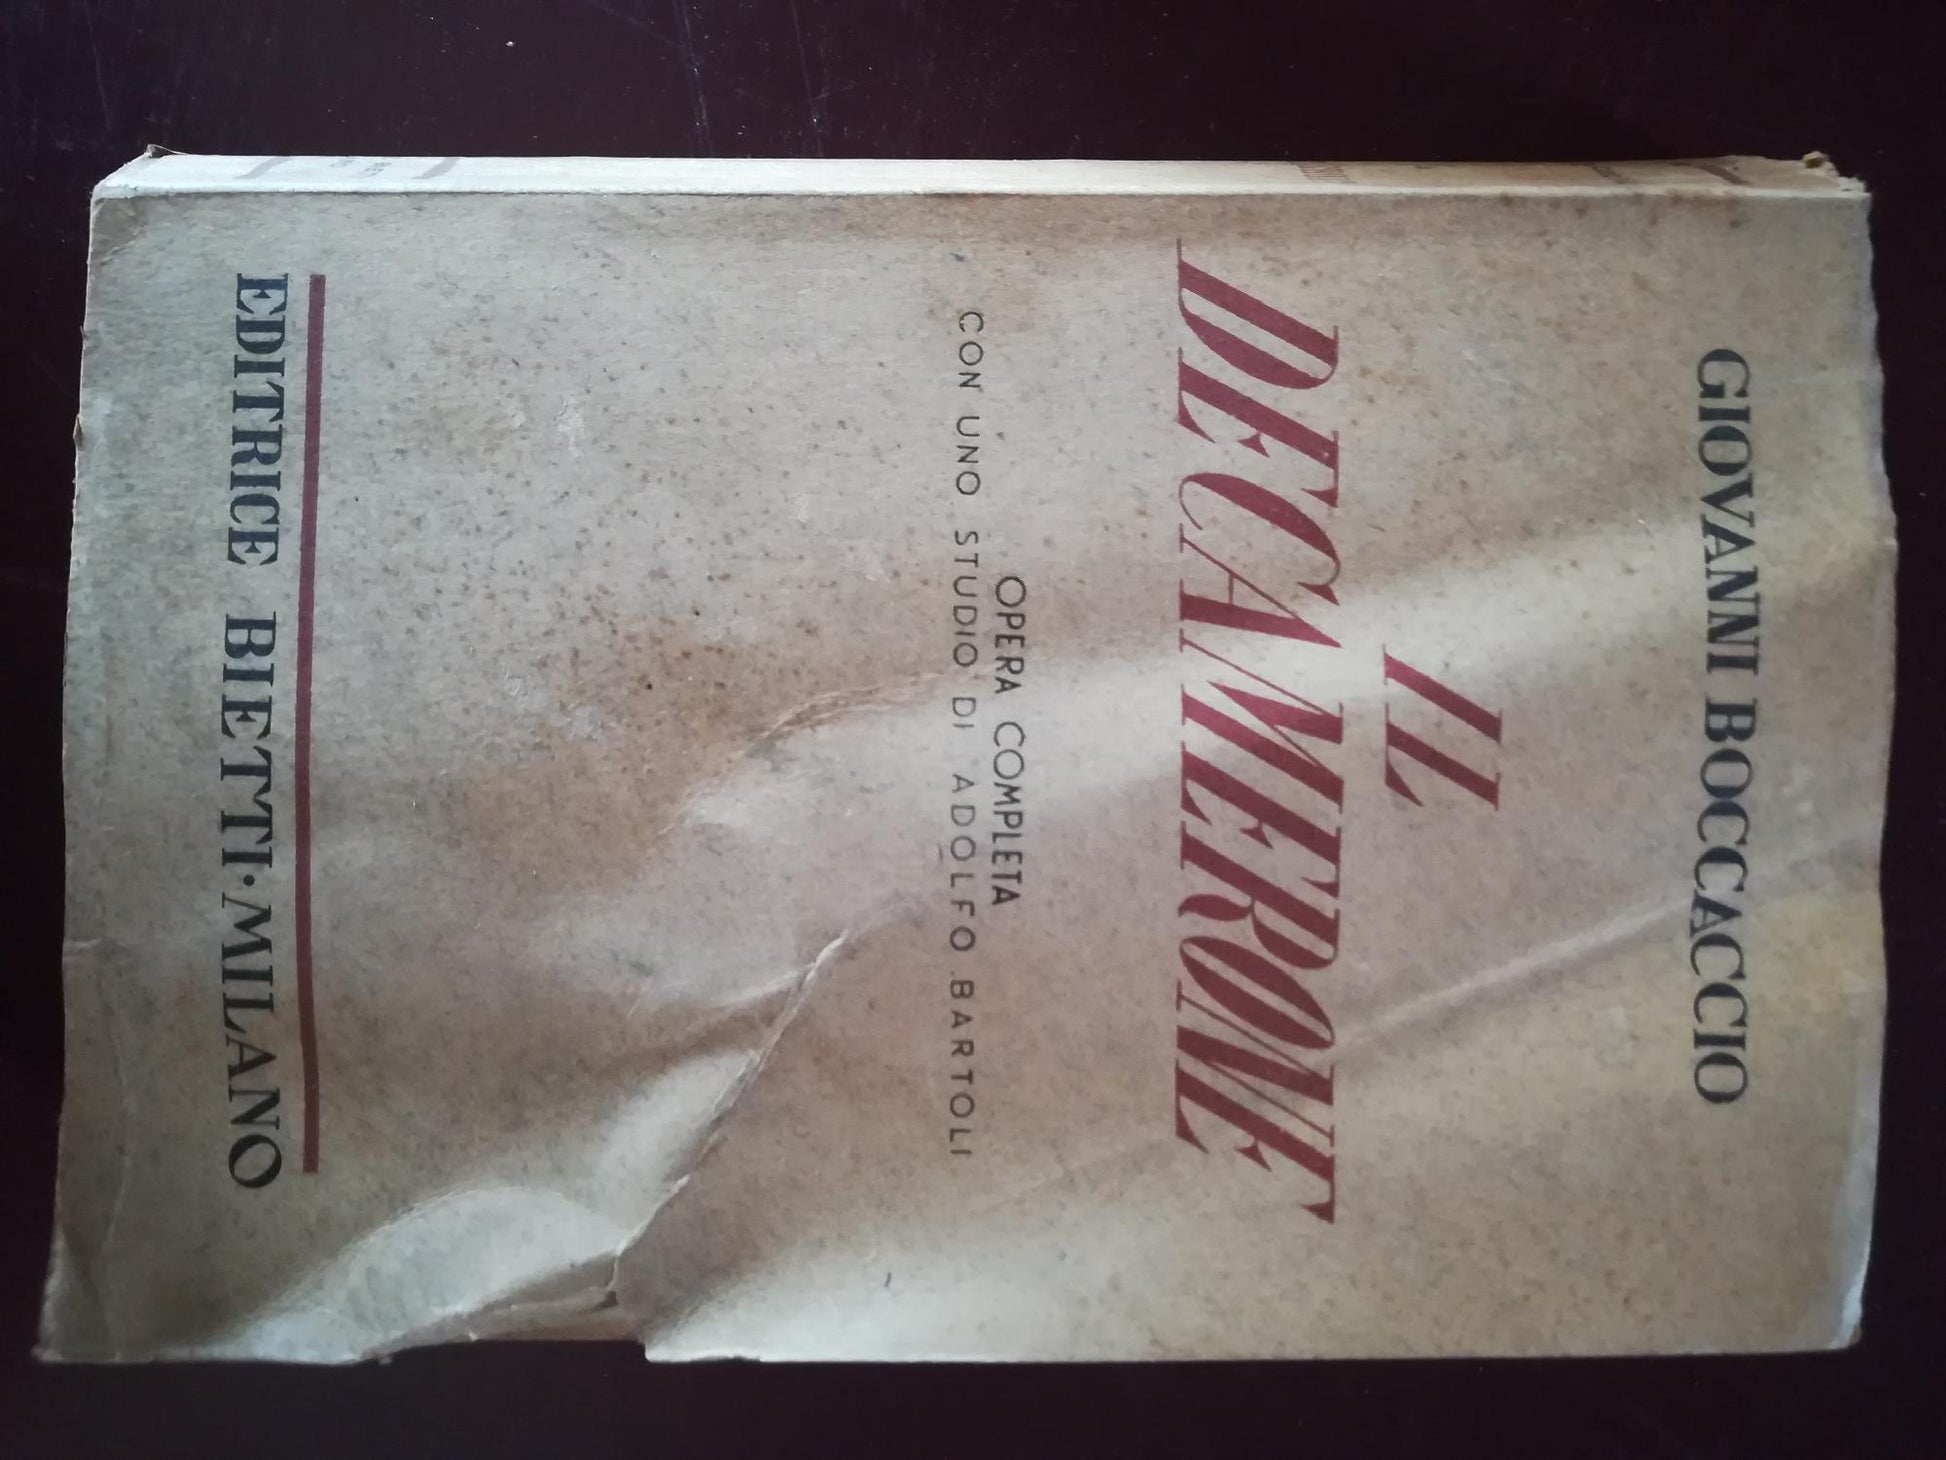 GIOVANNI BOCCACCIO
IL
DECAMERONE
OPERA COMPLETA
CON UNO STUDIO DI ADOLFO BARTOLI
EDITRICE BIETTI · MILANO